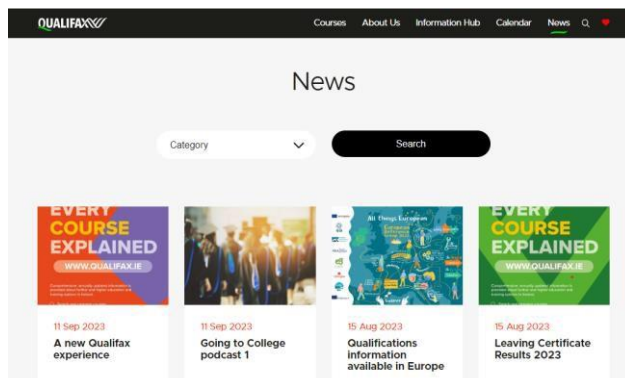 QUALIFAX
Courses About Us Information Hub Calendar News
News
Category
Search
EVERY
COURSE
EXPLAINED
WWW.QUALIFAX.IE
All Things European
EVERY
COURSE
EXPLAINED
WWW.QUALIFAX.IE
11 Sep 2023
A new Qualifax
experience
11 Sep 2023
Going to College
podcast 1
15 Aug 2023
Qualifications
information
available in Europe
15 Aug 2023
Leaving Certificate
Results 2023